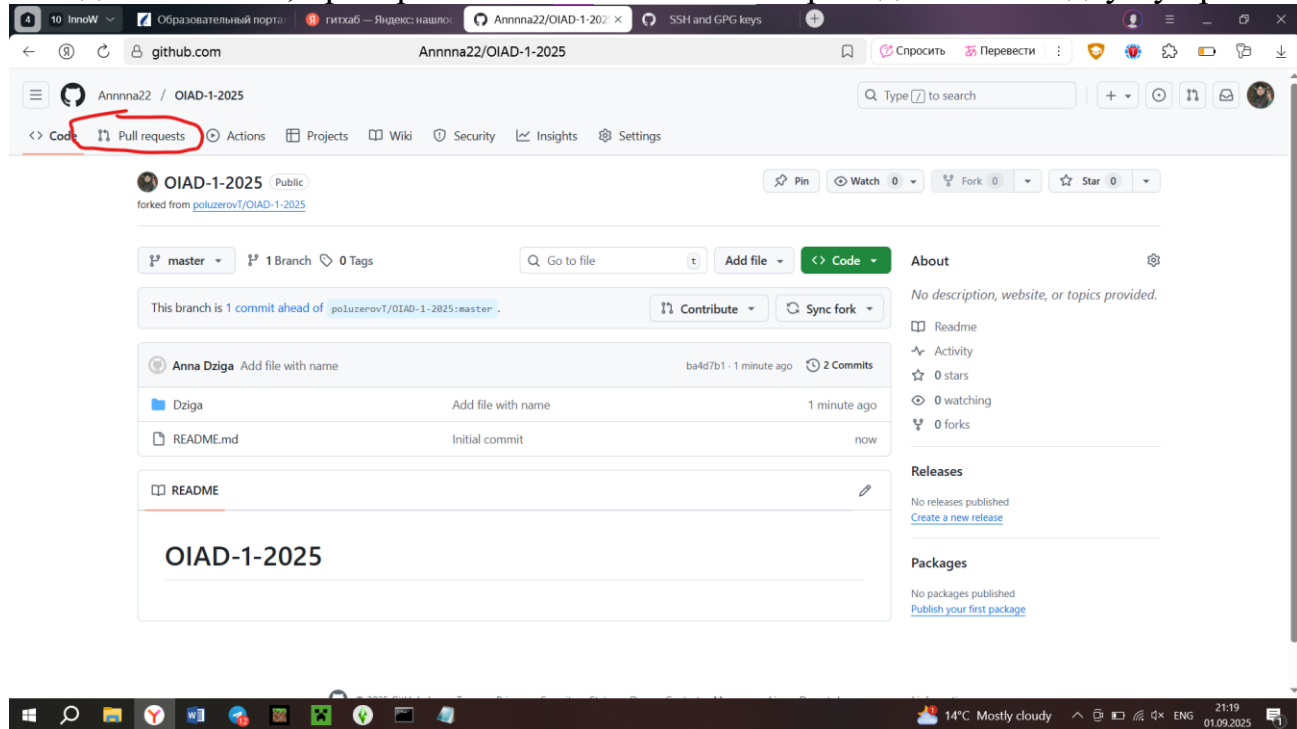 4 10 InnoW Образовательный порта 10 гитхаб — Яндекс: нашлос Annnna22/OIAD-1-202 SSH and GPG keys
github.com Annnna22/OIAD-1-2025 Спросить Перевести
Annnna22 / OIAD-1-2025 Type / to search
<> Code Pull requests Actions Projects Wiki Security Insights Settings
OIAD-1-2025 Public Pin Watch 0 Fork 0 Star 0
forked from poluzerovT/OIAD-1-2025
master 1 Branch 0 Tags Go to file t Add file <> Code About
No description, website, or topics provided.
This branch is 1 commit ahead of poluzerovT/OIAD-1-2025:master . Contribute Sync fork
Readme
Activity
Anna Dziga Add file with name ba4d7b1 · 1 minute ago 2 Commits
0 stars
Dziga Add file with name 1 minute ago
0 watching
0 forks
README.md Initial commit now
Releases
README
No releases published
Create a new release
OIAD-1-2025
Packages
No packages published
Publish your first package
14°C Mostly cloudy ENG 21:19
01.09.2025